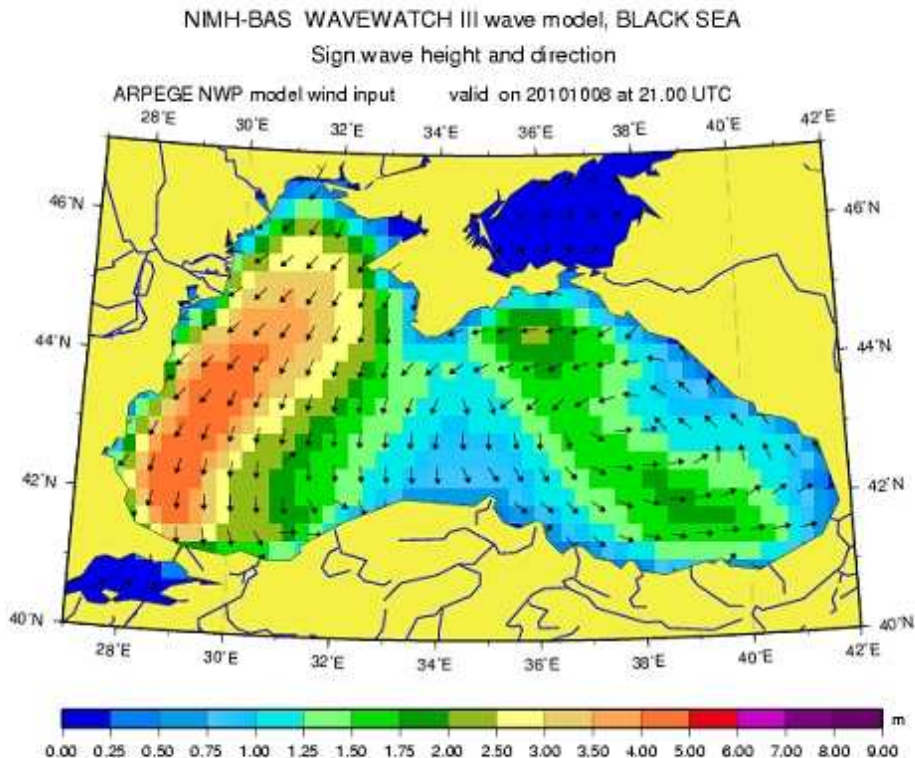 NIMH-BAS WAVEWATCH III wave model, BLACK SEA
Sign.wave height and direction
ARPEGE NWP model wind input valid on 20101008 at 21.00 UTC
28°E 30°E 32°E 34°E 36°E 38°E 40°E 42°E
46°N 46°N
44°N 44°N
42°N 42°N
40°N 40°N
28°E 30°E 32°E 34°E 36°E 38°E 40°E 42°E
m
0.00 0.25 0.50 0.75 1.00 1.25 1.50 1.75 2.00 2.50 3.00 3.50 4.00 5.00 6.00 7.00 8.00 9.00